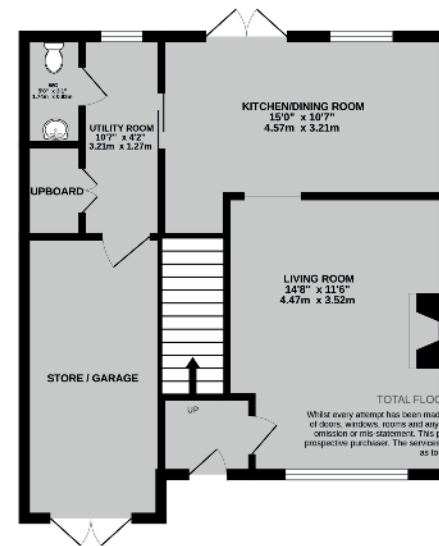 WC
UTILITY ROOM
10'7" x 4'2"
3.21m x 1.27m
KITCHEN/DINING ROOM
15'0" x 10'7"
4.57m x 3.21m
UPBOARD
LIVING ROOM
14'8" x 11'6"
4.47m x 3.52m
STORE / GARAGE
UP
TOTAL FLOO
Whilst every attempt has been mad
of doors, windows, rooms and any
omission or mis-statement. This p
prospective purchaser. The services
as to